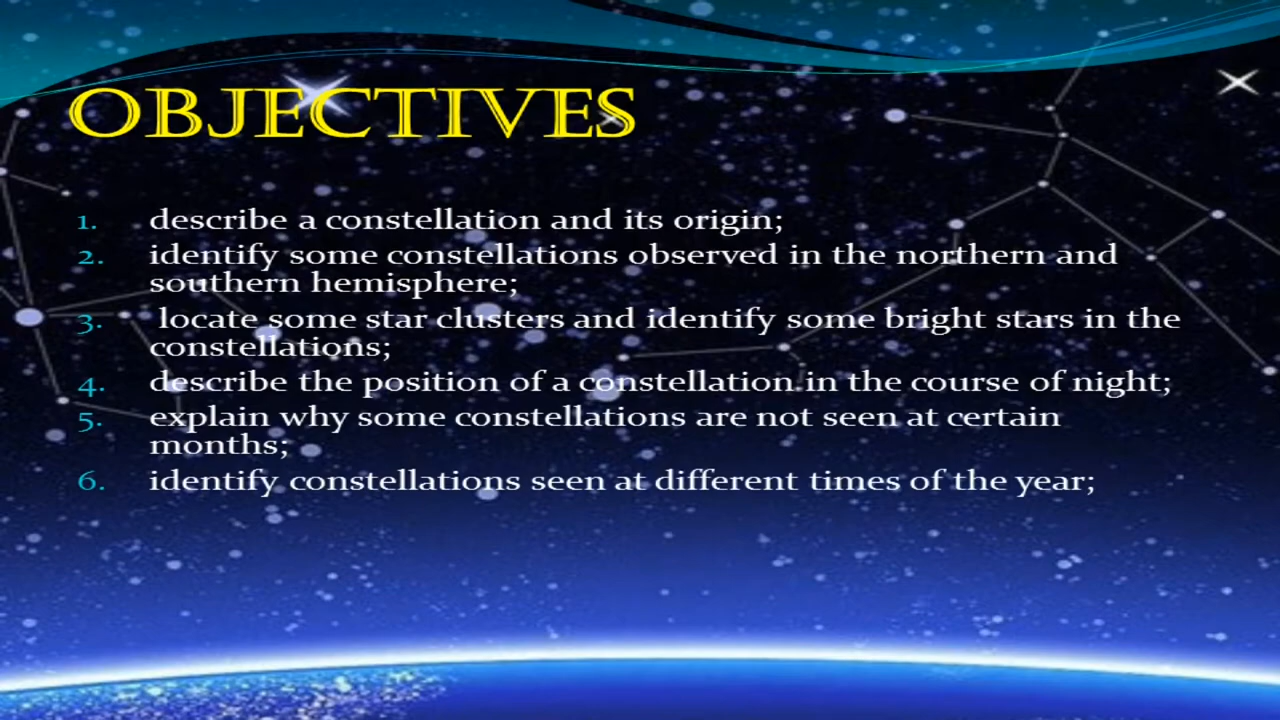 OBJECTIVES
1. describe a constellation and its origin;
2. identify some constellations observed in the northern and
southern hemisphere;
3. locate some star clusters and identify some bright stars in the
constellations;
4. describe the position of a constellation in the course of night;
5. explain why some constellations are not seen at certain
months;
6. identify constellations seen at different times of the year;